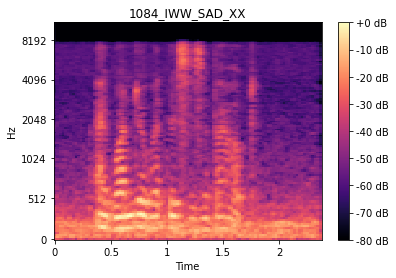 1084_IWW_SAD_XX
Hz
8192
4096
2048
1024
512
0
0
0.5
1
1.5
2
Time
+0 dB
-10 dB
-20 dB
-30 dB
-40 dB
-50 dB
-60 dB
-70 dB
-80 dB